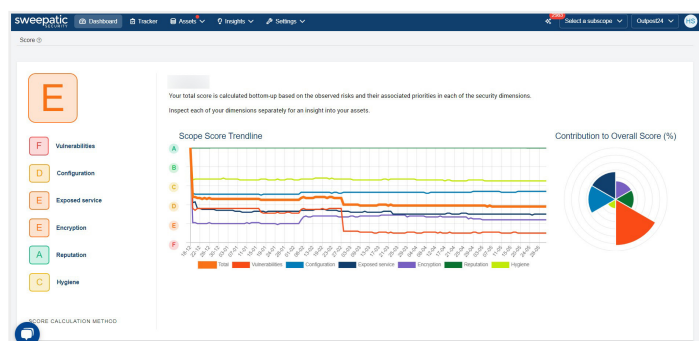 sweepatic
SECURITY
Dashboard
Tracker
Assets
Insights
Settings
2503
Select a subscope
Outpost24
HS
Score
E
Your total score is calculated bottom-up based on the observed risks and their associated priorities in each of the security dimensions.
Inspect each of your dimensions separately for an insight into your assets.
F Vulnerabilities
D Configuration
E Exposed service
E Encryption
A Reputation
C Hygiene
SCORE CALCULATION METHOD
Scope Score Trendline
A
B
C
D
E
F
Total Vulnerabilities Configuration Exposed service Encryption Reputation Hygiene
Contribution to Overall Score (%)